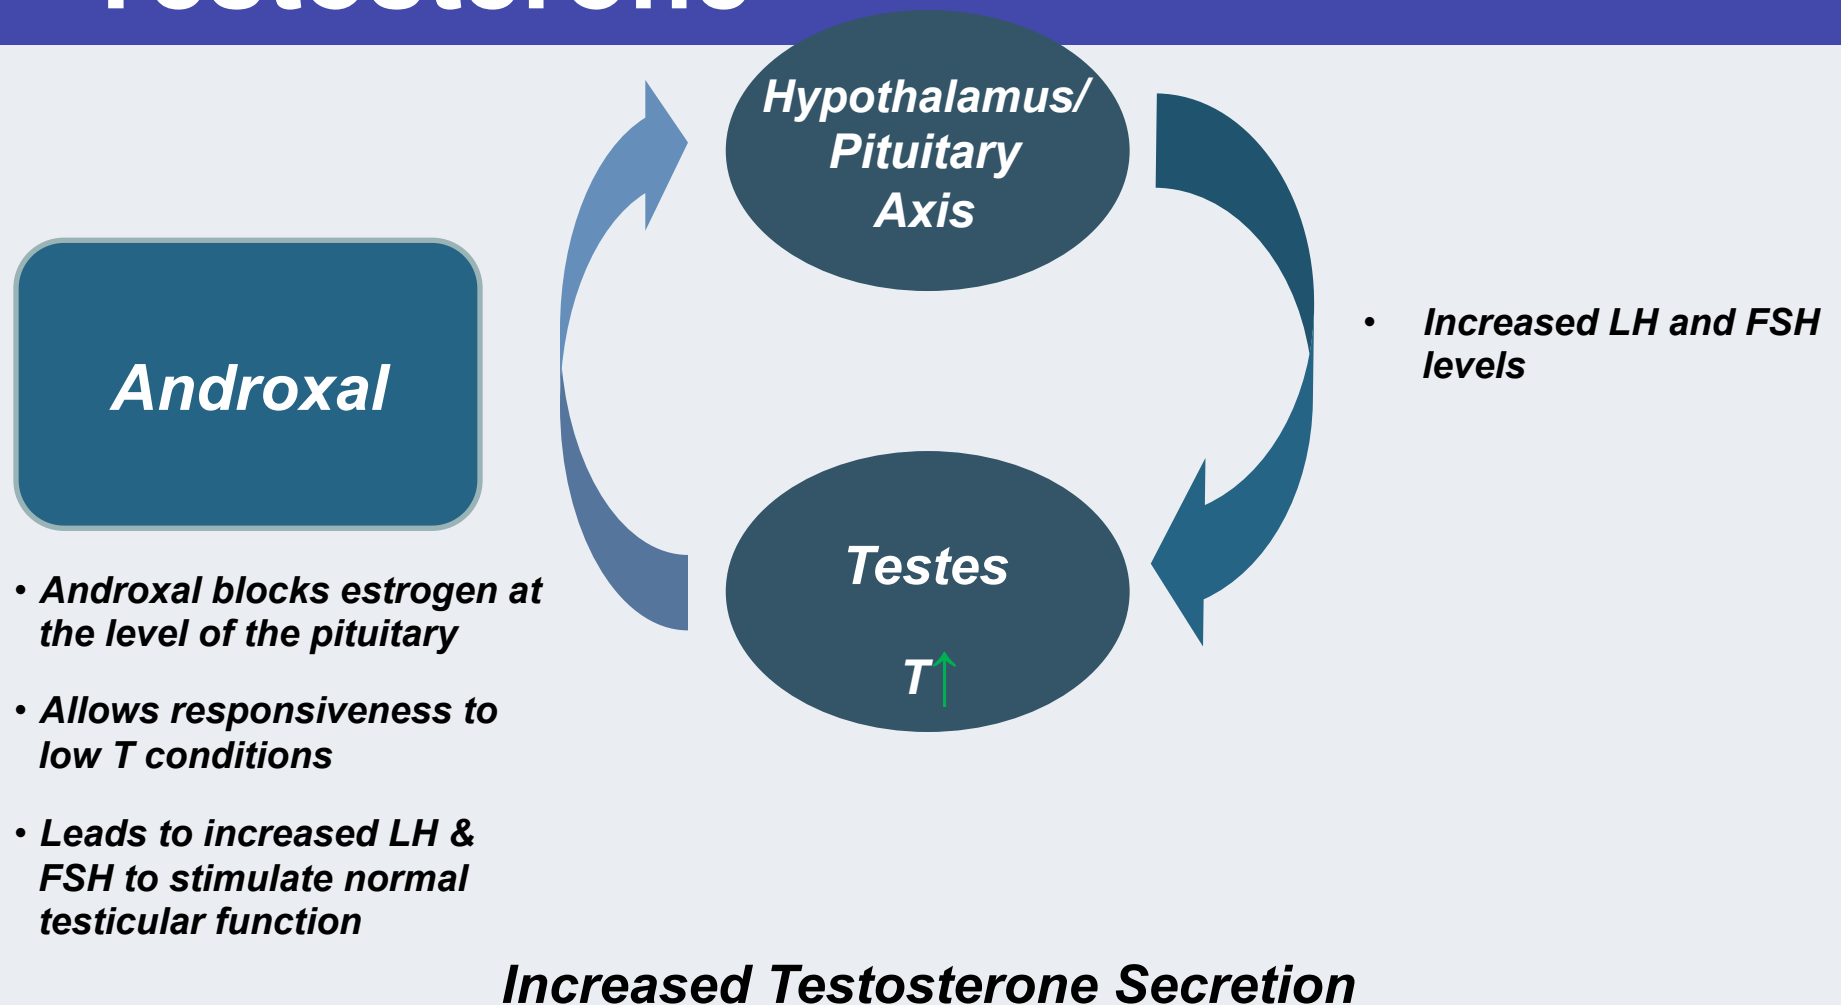 Testosterone
Hypothalamus/
Pituitary
Axis
Androxal
• Increased LH and FSH
levels
Testes
T↑
• Androxal blocks estrogen at
the level of the pituitary
• Allows responsiveness to
low T conditions
• Leads to increased LH &
FSH to stimulate normal
testicular function
Increased Testosterone Secretion